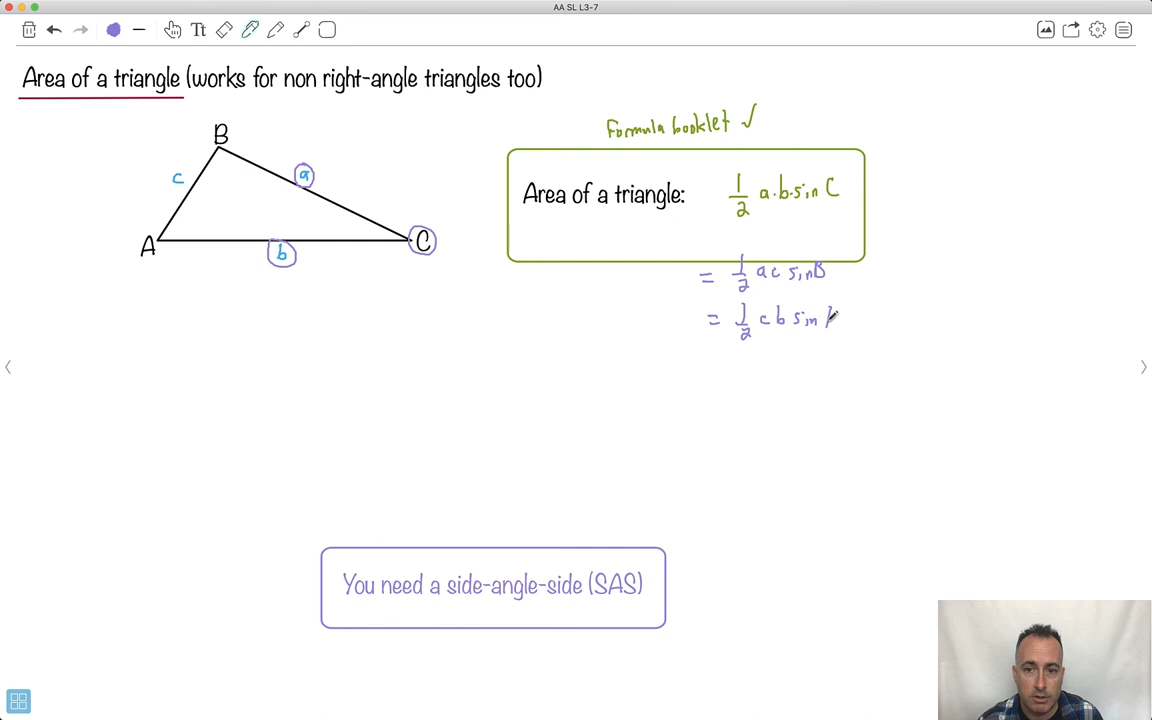 AA SL L3-7
Tt
Area of a triangle (works for non right-angle triangles too)
B
c
a
A
b
C
Formula booklet ✓
Area of a triangle: 1/2 a·b·sin C
= 1/2 ac sinB
= 1/2 cb sin
You need a side-angle-side (SAS)